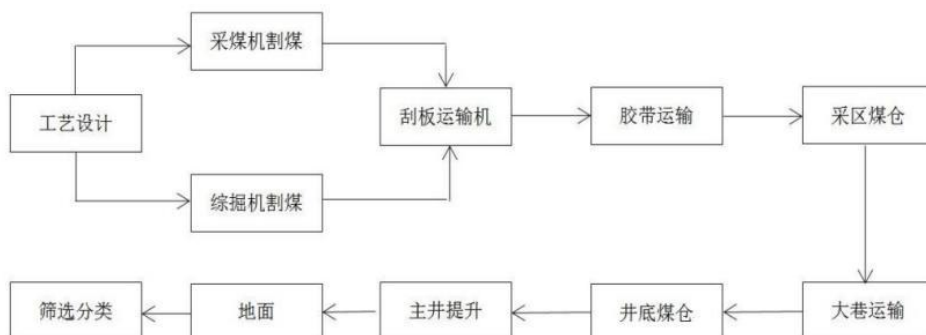 采煤机割煤
工艺设计
刮板运输机
胶带运输
采区煤仓
综掘机割煤
筛选分类
地面
主井提升
井底煤仓
大巷运输